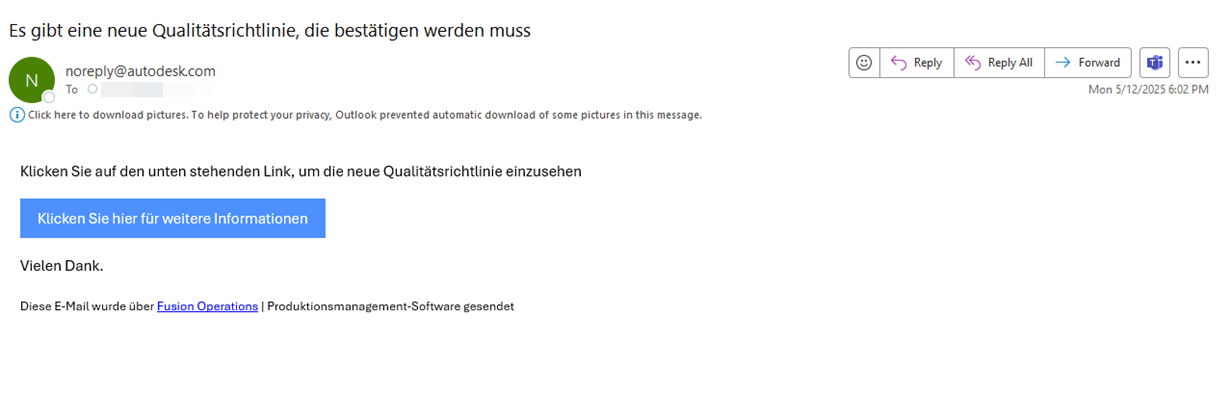 Es gibt eine neue Qualitätsrichtlinie, die bestätigen werden muss
N
noreply@autodesk.com
To
Reply
Reply All
Forward
Mon 5/12/2025 6:02 PM
Click here to download pictures. To help protect your privacy, Outlook prevented automatic download of some pictures in this message.
Klicken Sie auf den unten stehenden Link, um die neue Qualitätsrichtlinie einzusehen
Klicken Sie hier für weitere Informationen
Vielen Dank.
Diese E-Mail wurde über Fusion Operations | Produktionsmanagement-Software gesendet